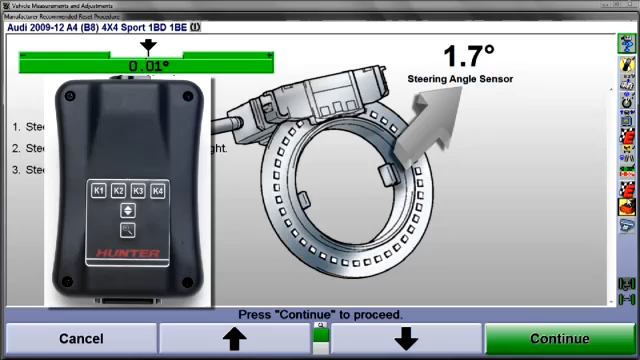 Vehicle Measurements and Adjustments
Manufacturer Recommended Reset Procedure
Audi 2009-12 A4 (B8) 4X4 Sport 1BD 1BE
0.01°
1.7°
Steering Angle Sensor
1. Stee
2. Stee
ght.
3. Stee
K1 K2 K3 K4
HUNTER
Press "Continue" to proceed.
Cancel
Continue